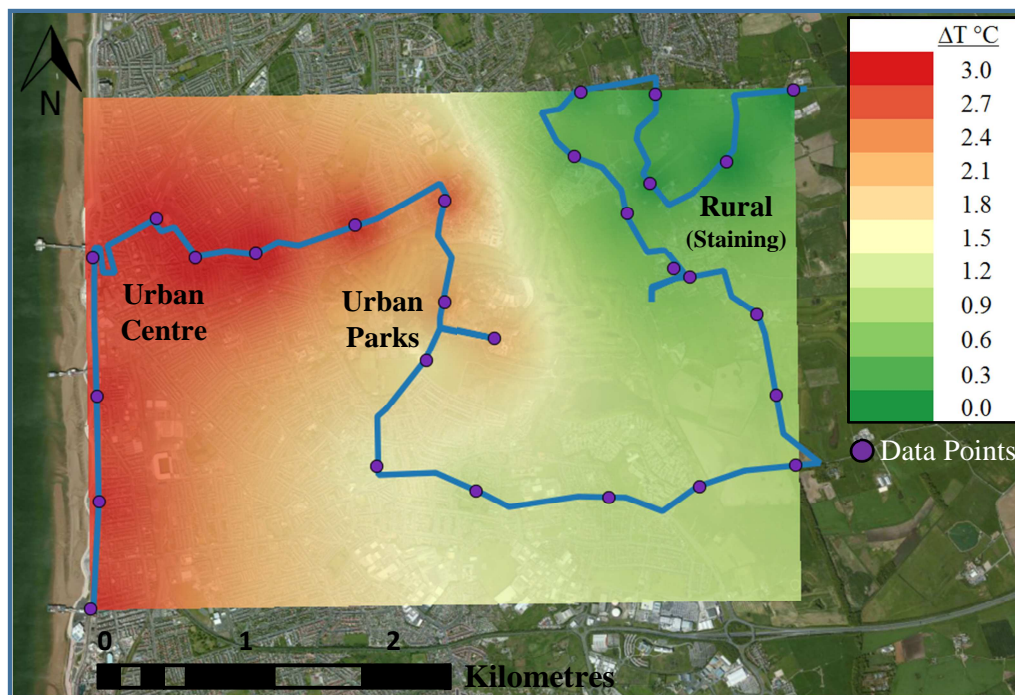 N
ΔT °C
3.0
2.7
2.4
2.1
1.8
1.5
1.2
0.9
0.6
0.3
0.0
Data Points
Rural
(Staining)
Urban
Centre
Urban
Parks
0 1 2
Kilometres